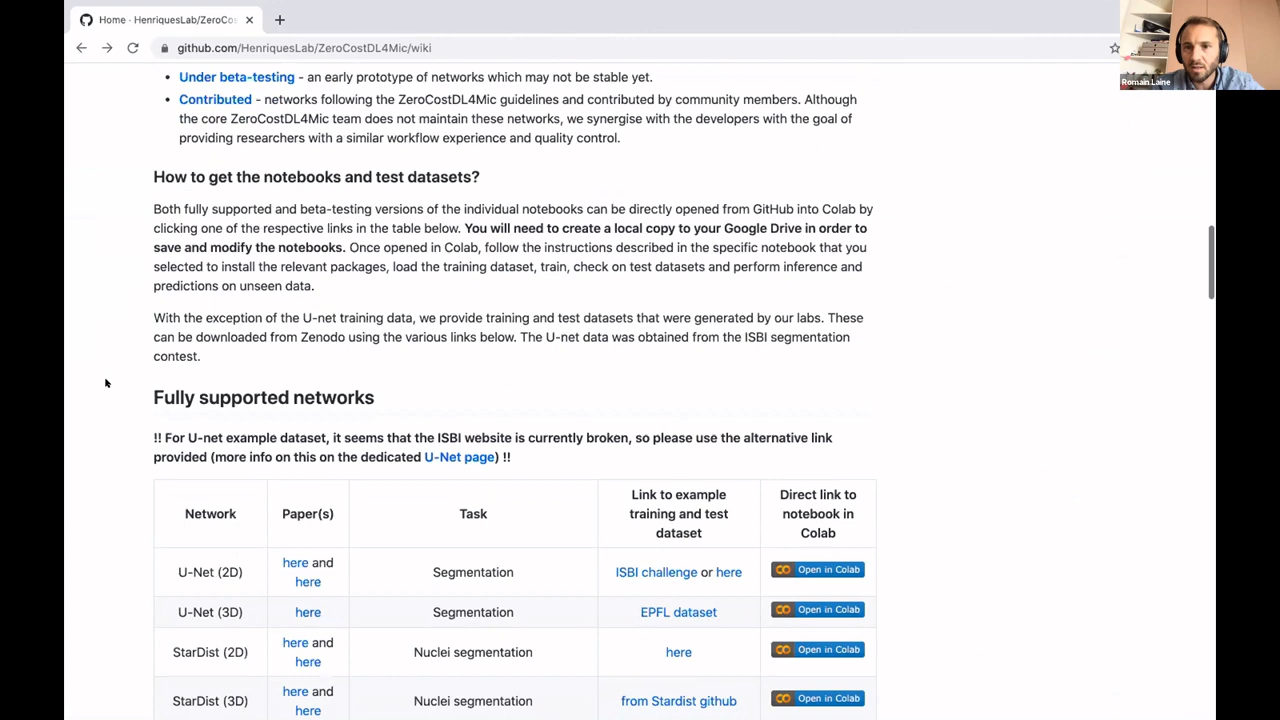 Home · HenriquesLab/ZeroCos
github.com/HenriquesLab/ZeroCostDL4Mic/wiki
Romain Laine
Under beta-testing - an early prototype of networks which may not be stable yet.
Contributed - networks following the ZeroCostDL4Mic guidelines and contributed by community members. Although
the core ZeroCostDL4Mic team does not maintain these networks, we synergise with the developers with the goal of
providing researchers with a similar workflow experience and quality control.
How to get the notebooks and test datasets?
Both fully supported and beta-testing versions of the individual notebooks can be directly opened from GitHub into Colab by
clicking one of the respective links in the table below. You will need to create a local copy to your Google Drive in order to
save and modify the notebooks. Once opened in Colab, follow the instructions described in the specific notebook that you
selected to install the relevant packages, load the training dataset, train, check on test datasets and perform inference and
predictions on unseen data.
With the exception of the U-net training data, we provide training and test datasets that were generated by our labs. These
can be downloaded from Zenodo using the various links below. The U-net data was obtained from the ISBI segmentation
contest.
Fully supported networks
!! For U-net example dataset, it seems that the ISBI website is currently broken, so please use the alternative link
provided (more info on this on the dedicated U-Net page) !!
Network
Paper(s)
Task
Link to example
training and test
dataset
Direct link to
notebook in
Colab
U-Net (2D)
here and
here
Segmentation
ISBI challenge or here
Open in Colab
U-Net (3D)
here
Segmentation
EPFL dataset
Open in Colab
StarDist (2D)
here and
here
Nuclei segmentation
here
Open in Colab
StarDist (3D)
here and
here
Nuclei segmentation
from Stardist github
Open in Colab